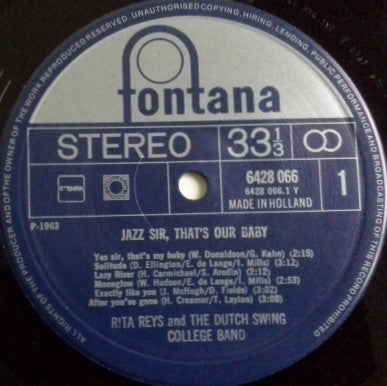 UNAUTHORISED COPYING, HIRING, LENDING, PUBLIC PERFORMANCE AND BROADCASTING OF THIS
ALL RIGHTS OF THE PRODUCER AND OF THE OWNER OF THE WORK REPRODUCED RESERVED.
fontana
STEREO 33 1/3
STEMRA
6428 066
6428 066.1 Y
MADE IN HOLLAND
1
P-1963
JAZZ SIR, THAT'S OUR BABY
Yes sir, that's my baby (W. Donaldson/G. Kahn) (2:15)
Solitude (D. Ellington/E. de Lange/I. Mills) (3:12)
Lazy River (H. Carmichael/S. Arodin) (3:12)
Moonglow (W. Hudson/E. de Lange/I. Mills) (2:53)
Exactly like you (J. McHugh/D. Fields) (3:02)
After you've gone (H. Creamer/T. Layton) (3:08)
RITA REYS and THE DUTCH SWING
COLLEGE BAND